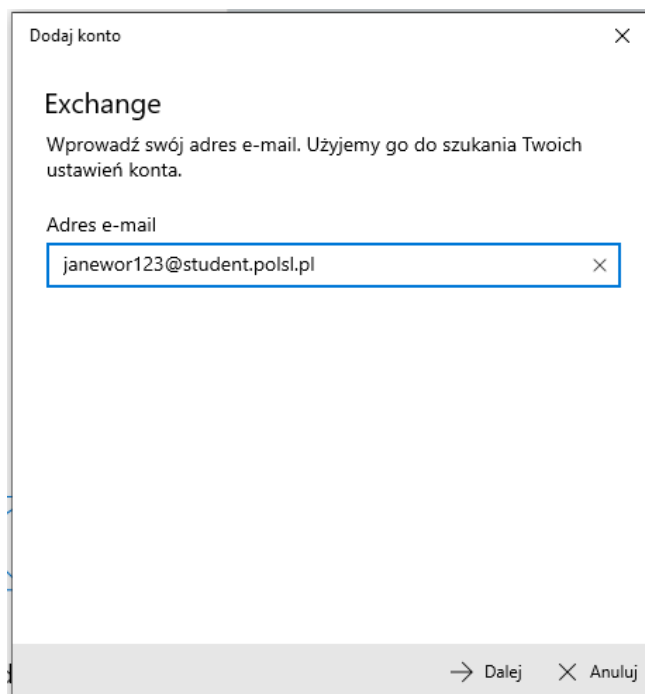 Dodaj konto
Exchange
Wprowadź swój adres e-mail. Użyjemy go do szukania Twoich
ustawień konta.
Adres e-mail
janewor123@student.polsl.pl
Dalej Anuluj